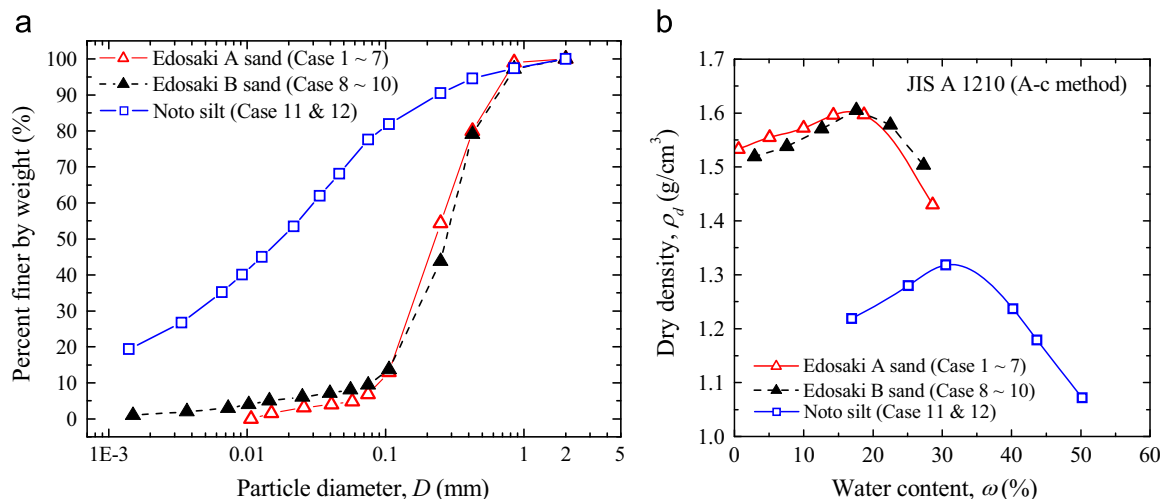 a
Edosaki A sand (Case 1 ~ 7)
Edosaki B sand (Case 8 ~ 10)
Noto silt (Case 11 & 12)
100
90
80
70
60
50
40
30
20
10
0
Percent finer by weight (%)
1E-3 0.01 0.1 1 5
Particle diameter, D (mm)
b
JIS A 1210 (A-c method)
1.7
1.6
1.5
1.4
1.3
1.2
1.1
1.0
Dry density, ρd (g/cm³)
Edosaki A sand (Case 1 ~ 7)
Edosaki B sand (Case 8 ~ 10)
Noto silt (Case 11 & 12)
0 10 20 30 40 50 60
Water content, ω (%)